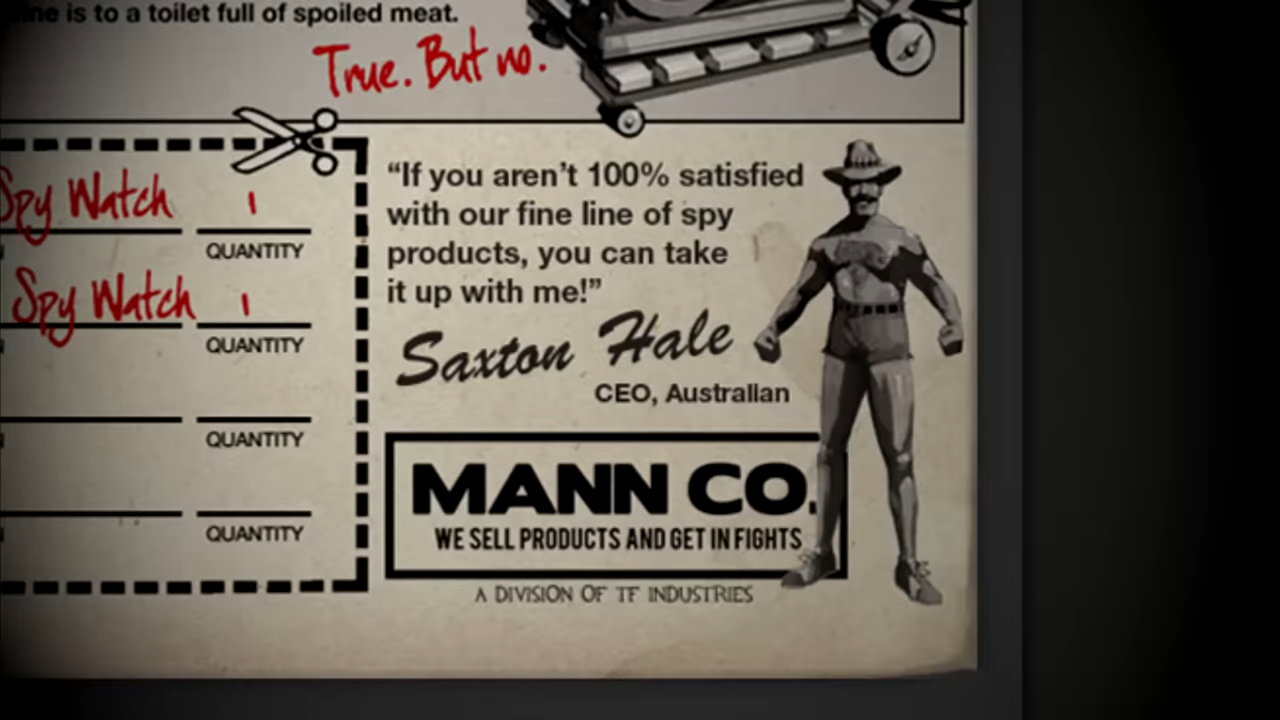 ne is to a toilet full of spoiled meat.
True. But no.
Spy Watch 1
QUANTITY
Spy Watch 1
QUANTITY
QUANTITY
QUANTITY
“If you aren’t 100% satisfied
with our fine line of spy
products, you can take
it up with me!”
Saxton Hale
CEO, Australian
MANN CO.
WE SELL PRODUCTS AND GET IN FIGHTS
A DIVISION OF TF INDUSTRIES